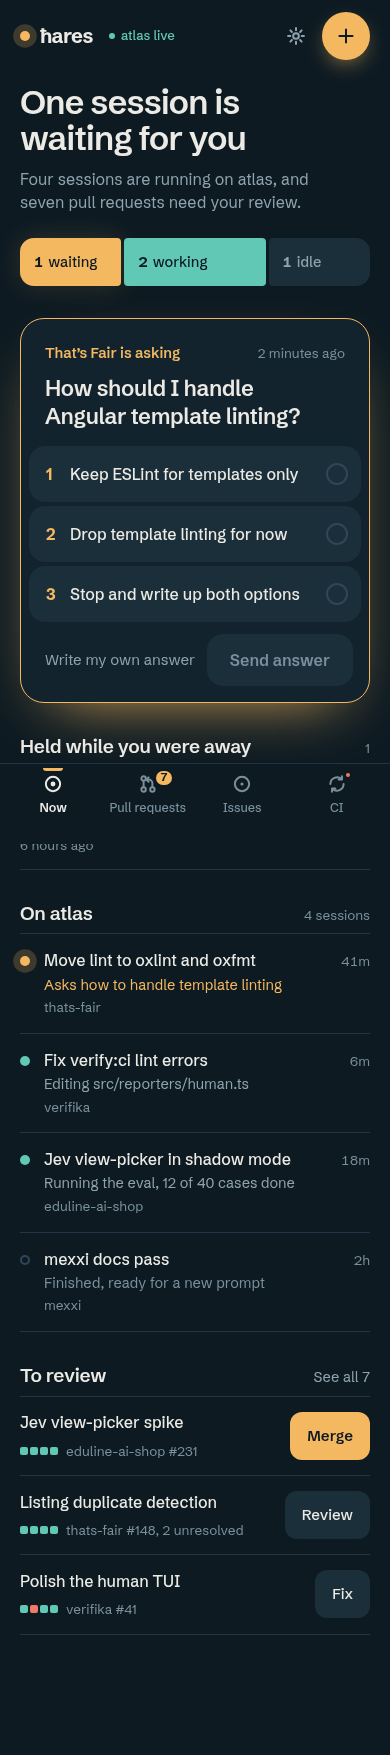 ħares
atlas live
One session is
waiting for you
Four sessions are running on atlas, and
seven pull requests need your review.
1 waiting
2 working
1 idle
That's Fair is asking
2 minutes ago
How should I handle
Angular template linting?
1 Keep ESLint for templates only
2 Drop template linting for now
3 Stop and write up both options
Write my own answer
Send answer
Held while you were away
1
7
Now
Pull requests
Issues
CI
6 hours ago
On atlas
4 sessions
Move lint to oxlint and oxfmt
41m
Asks how to handle template linting
thats-fair
Fix verify:ci lint errors
6m
Editing src/reporters/human.ts
verifika
Jev view-picker in shadow mode
18m
Running the eval, 12 of 40 cases done
eduline-ai-shop
mexxi docs pass
2h
Finished, ready for a new prompt
mexxi
To review
See all 7
Jev view-picker spike
eduline-ai-shop #231
Merge
Listing duplicate detection
thats-fair #148, 2 unresolved
Review
Polish the human TUI
verifika #41
Fix